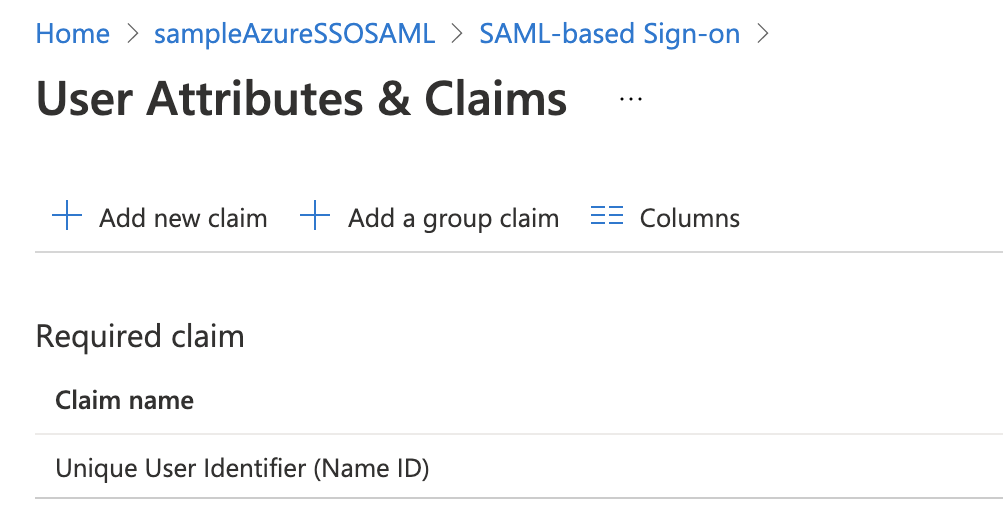 Home > sampleAzureSSOSAML > SAML-based Sign-on >
User Attributes & Claims ...
+ Add new claim + Add a group claim Columns
Required claim
Claim name
Unique User Identifier (Name ID)